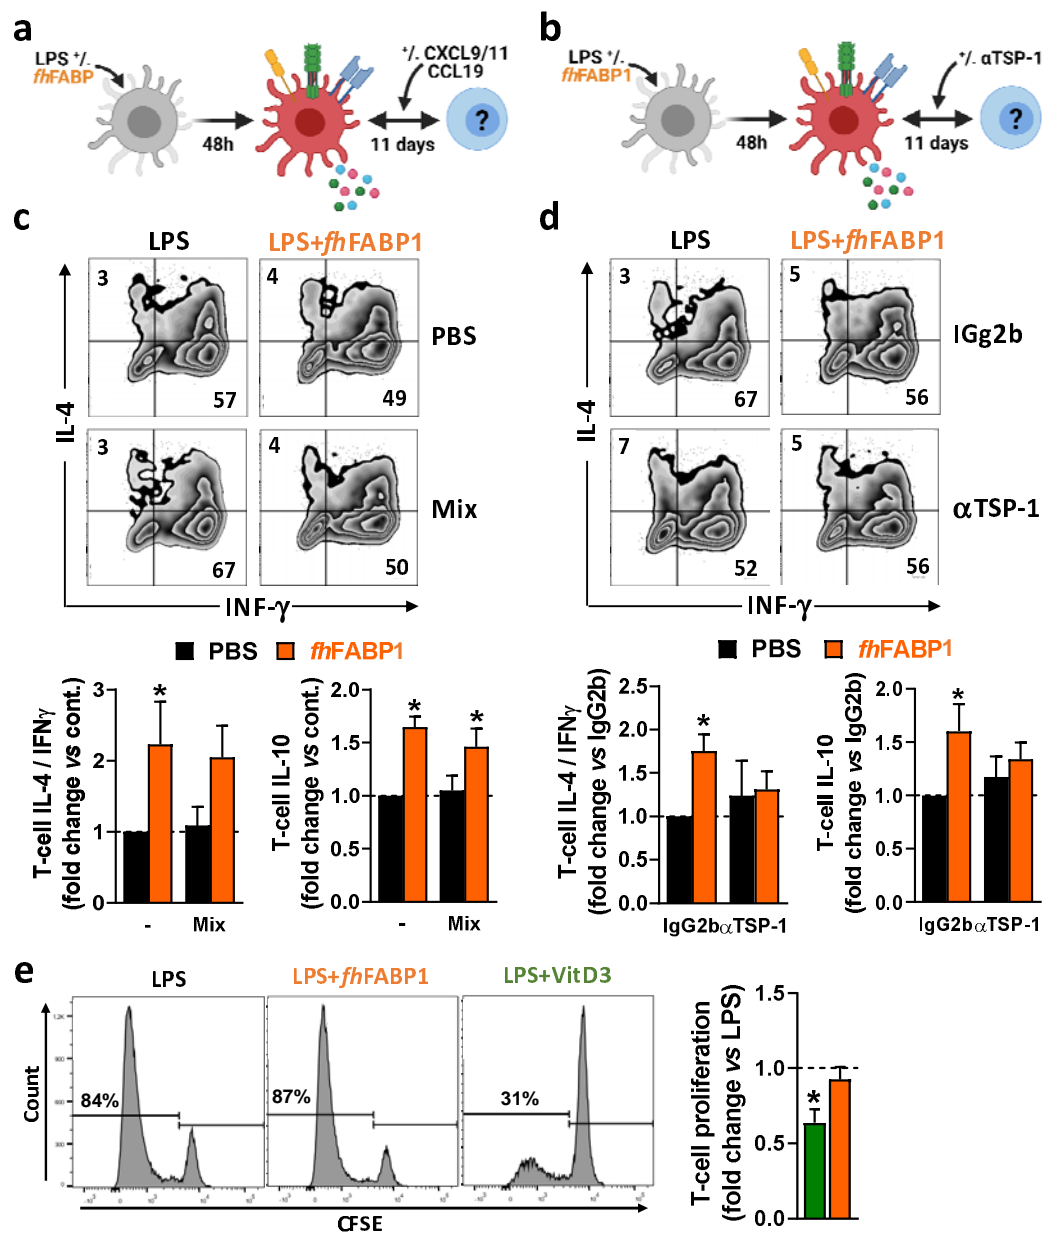 a
LPS +/-
fhFABP
48h
+/- CXCL9/11
CCL19
11 days
?
b
LPS +/-
fhFABP1
48h
+/- αTSP-1
11 days
?
c
LPS
LPS+fhFABP1
3
57
4
49
PBS
3
67
4
50
Mix
IL-4
INF-γ
PBS
fhFABP1
T-cell IL-4 / IFNγ
(fold change vs cont.)
3
2
1
0
*
-
Mix
T-cell IL-10
(fold change vs cont.)
2.0
1.5
1.0
0.5
0.0
*
*
-
Mix
d
LPS
LPS+fhFABP1
3
67
5
56
IGg2b
7
52
5
56
αTSP-1
IL-4
INF-γ
PBS
fhFABP1
T-cell IL-4 / IFNγ
(fold change vs IgG2b)
2.5
2.0
1.5
1.0
0.5
0.0
*
IgG2b αTSP-1
T-cell IL-10
(fold change vs IgG2b)
2.0
1.5
1.0
0.5
0.0
*
IgG2b αTSP-1
e
LPS
LPS+fhFABP1
LPS+VitD3
Count
84%
87%
31%
CFSE
T-cell proliferation
(fold change vs LPS)
1.5
1.0
0.5
0.0
*